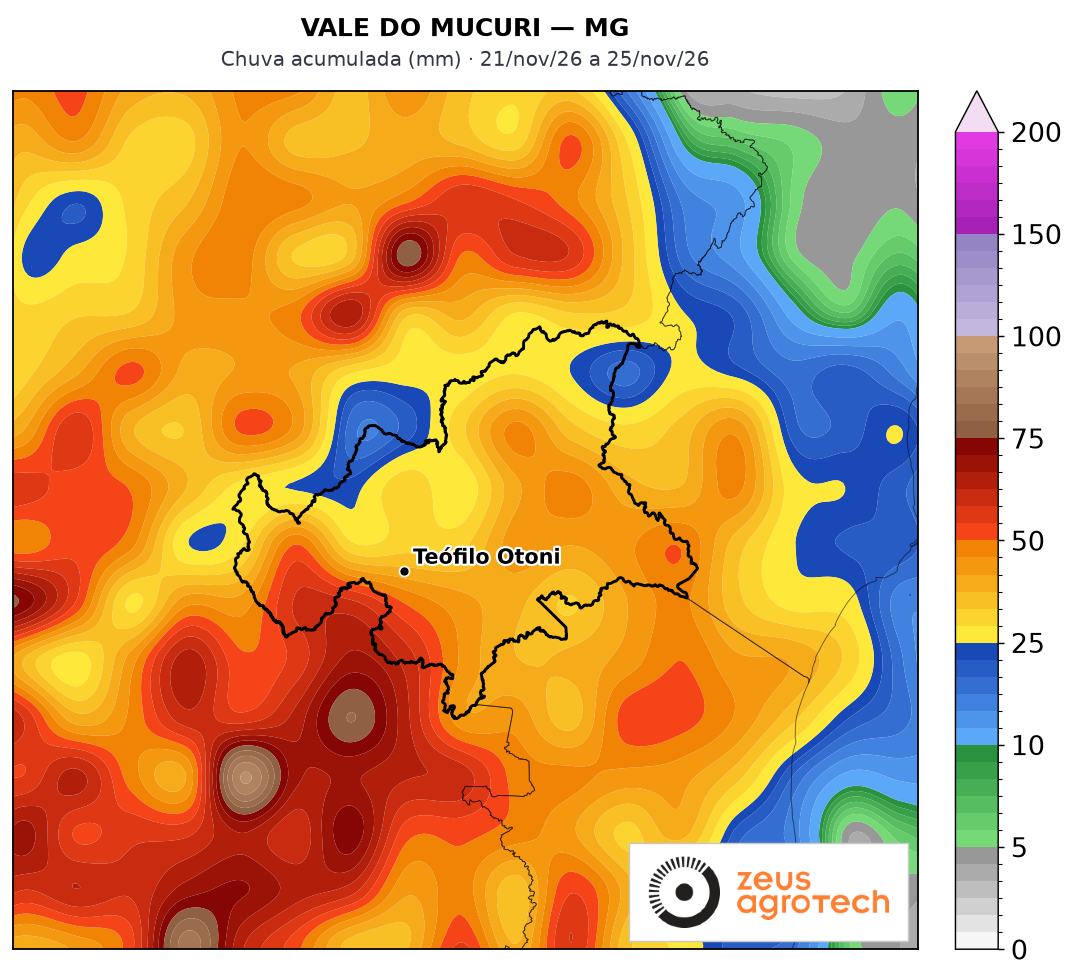 VALE DO MUCURI — MG
Chuva acumulada (mm) · 21/nov/26 a 25/nov/26
200
150
100
75
50
25
10
5
0
Teófilo Otoni
zeus
agrotech